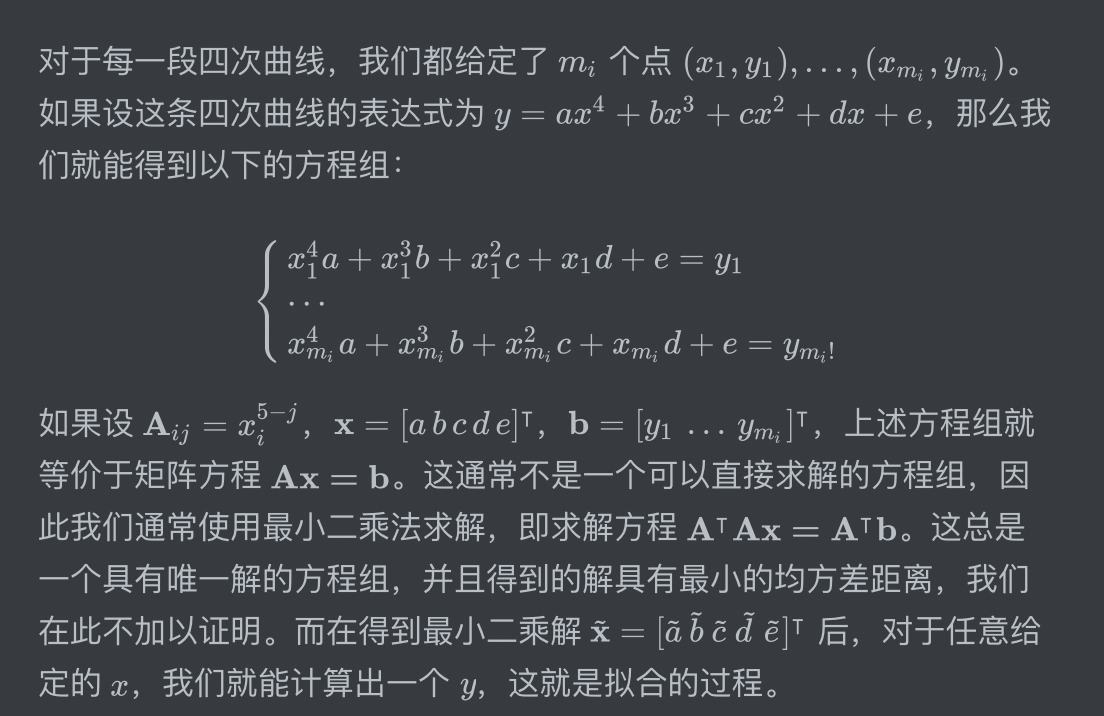 对于每一段四次曲线，我们都给定了 $m_i$ 个点 $(x_1, y_1), \ldots, (x_{m_i}, y_{m_i})$。
如果设这条四次曲线的表达式为 $y = ax^4 + bx^3 + cx^2 + dx + e$，那么我
们就能得到以下的方程组：
$$\begin{cases} x_1^4 a + x_1^3 b + x_1^2 c + x_1 d + e = y_1 \\
\cdots \\
x_{m_i}^4 a + x_{m_i}^3 b + x_{m_i}^2 c + x_{m_i} d + e = y_{m_i!} \end{cases}$$
如果设 $\mathbf{A}_{ij} = x_i^{5-j}$，$\mathbf{x} = [a\,b\,c\,d\,e]^\intercal$，$\mathbf{b} = [y_1\ \ldots\ y_{m_i}]^\intercal$，上述方程组就
等价于矩阵方程 $\mathbf{A}\mathbf{x} = \mathbf{b}$。这通常不是一个可以直接求解的方程组，因
此我们通常使用最小二乘法求解，即求解方程 $\mathbf{A}^\intercal \mathbf{A}\mathbf{x} = \mathbf{A}^\intercal \mathbf{b}$。这总是
一个具有唯一解的方程组，并且得到的解具有最小的均方差距离，我们
在此不加以证明。而在得到最小二乘解 $\tilde{\mathbf{x}} = [\tilde{a}\,\tilde{b}\,\tilde{c}\,\tilde{d}\,\tilde{e}]^\intercal$ 后，对于任意给
定的 $x$，我们就能计算出一个 $y$，这就是拟合的过程。